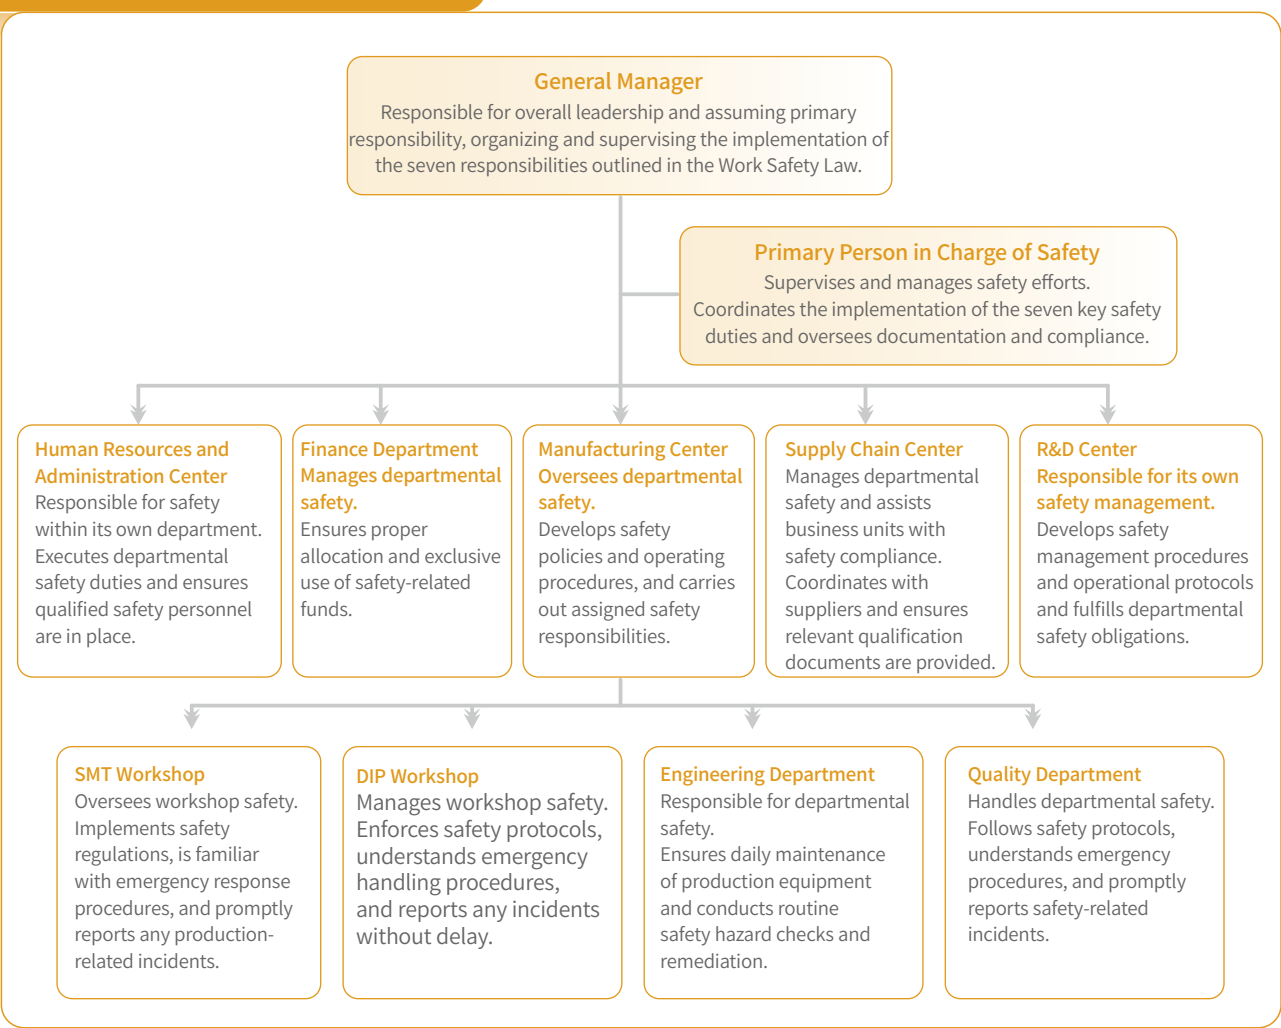 General Manager
Responsible for overall leadership and assuming primary
responsibility, organizing and supervising the implementation of
the seven responsibilities outlined in the Work Safety Law.
Primary Person in Charge of Safety
Supervises and manages safety efforts.
Coordinates the implementation of the seven key safety
duties and oversees documentation and compliance.
Human Resources and
Administration Center
Responsible for safety
within its own department.
Executes departmental
safety duties and ensures
qualified safety personnel
are in place.
Finance Department
Manages departmental
safety.
Ensures proper
allocation and exclusive
use of safety-related
funds.
Manufacturing Center
Oversees departmental
safety.
Develops safety
policies and operating
procedures, and carries
out assigned safety
responsibilities.
Supply Chain Center
Manages departmental
safety and assists
business units with
safety compliance.
Coordinates with
suppliers and ensures
relevant qualification
documents are provided.
R&D Center
Responsible for its own
safety management.
Develops safety
management procedures
and operational protocols
and fulfills departmental
safety obligations.
SMT Workshop
Oversees workshop safety.
Implements safety
regulations, is familiar
with emergency response
procedures, and promptly
reports any production-
related incidents.
DIP Workshop
Manages workshop safety.
Enforces safety protocols,
understands emergency
handling procedures,
and reports any incidents
without delay.
Engineering Department
Responsible for departmental
safety.
Ensures daily maintenance
of production equipment
and conducts routine
safety hazard checks and
remediation.
Quality Department
Handles departmental safety.
Follows safety protocols,
understands emergency
procedures, and promptly
reports safety-related
incidents.